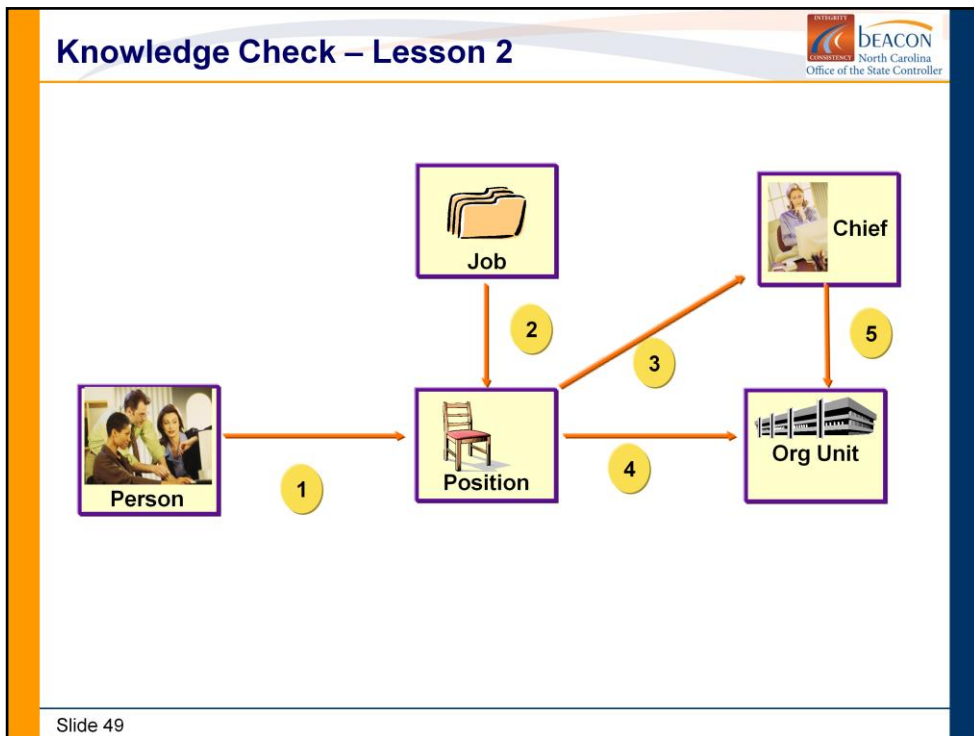 Knowledge Check – Lesson 2
INTEGRITY
CONSISTENCY
bEACON
North Carolina
Office of the State Controller
Job
Chief
2
3
5
Person
1
Position
4
Org Unit
Slide 49